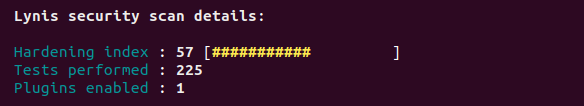 Lynis security scan details:
Hardening index : 57 [###########         ]
Tests performed : 225
Plugins enabled : 1